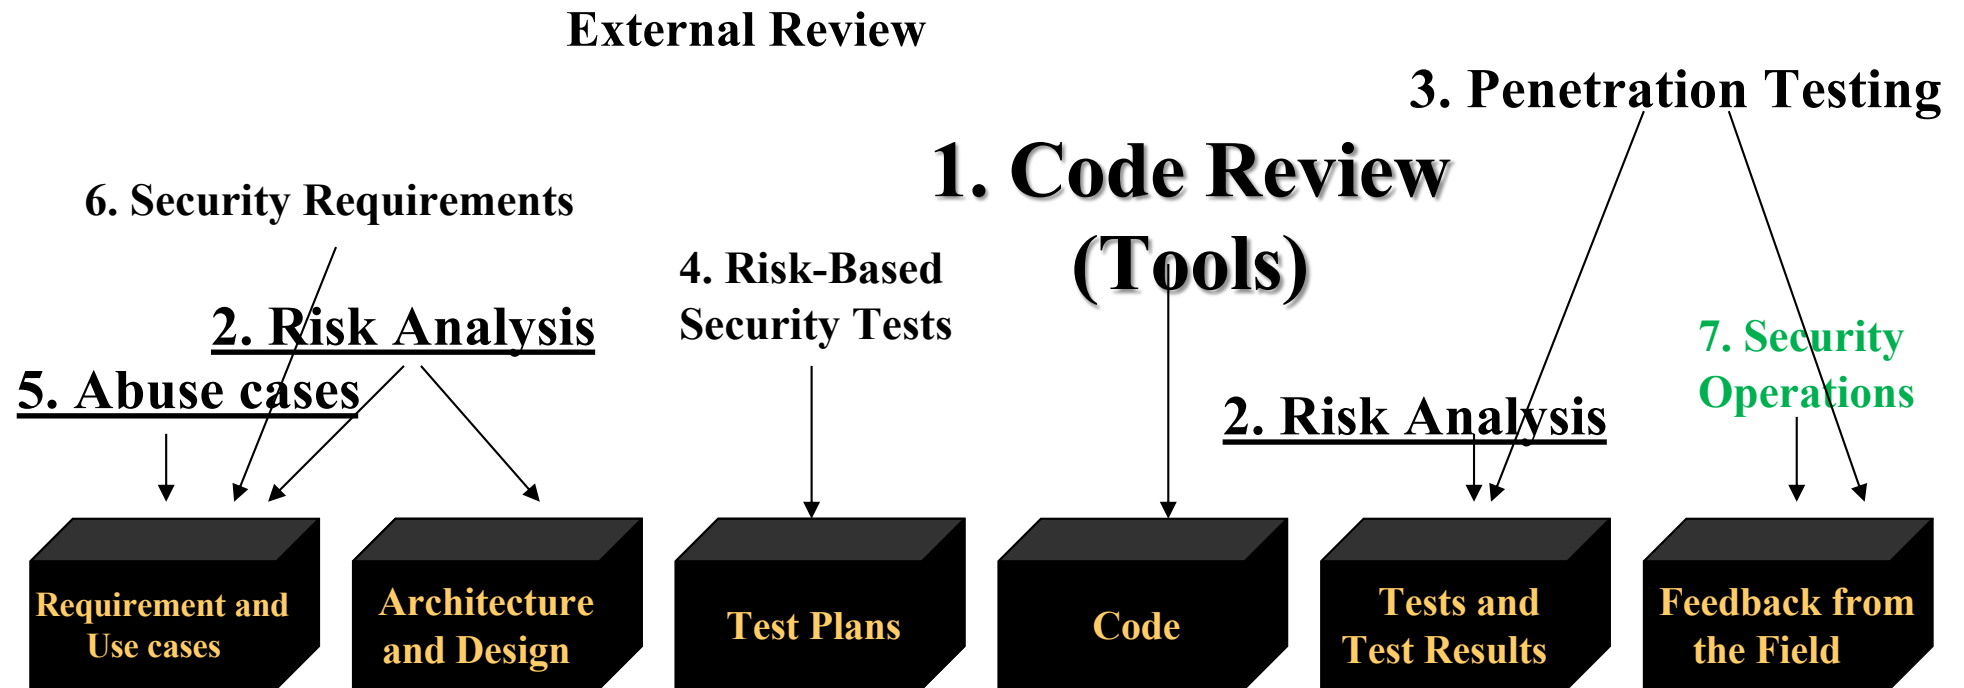 External Review
3. Penetration Testing
1. Code Review
(Tools)
6. Security Requirements
4. Risk-Based
Security Tests
2. Risk Analysis
5. Abuse cases
7. Security
Operations
2. Risk Analysis
Requirement and
Use cases
Architecture
and Design
Test Plans
Code
Tests and
Test Results
Feedback from
the Field